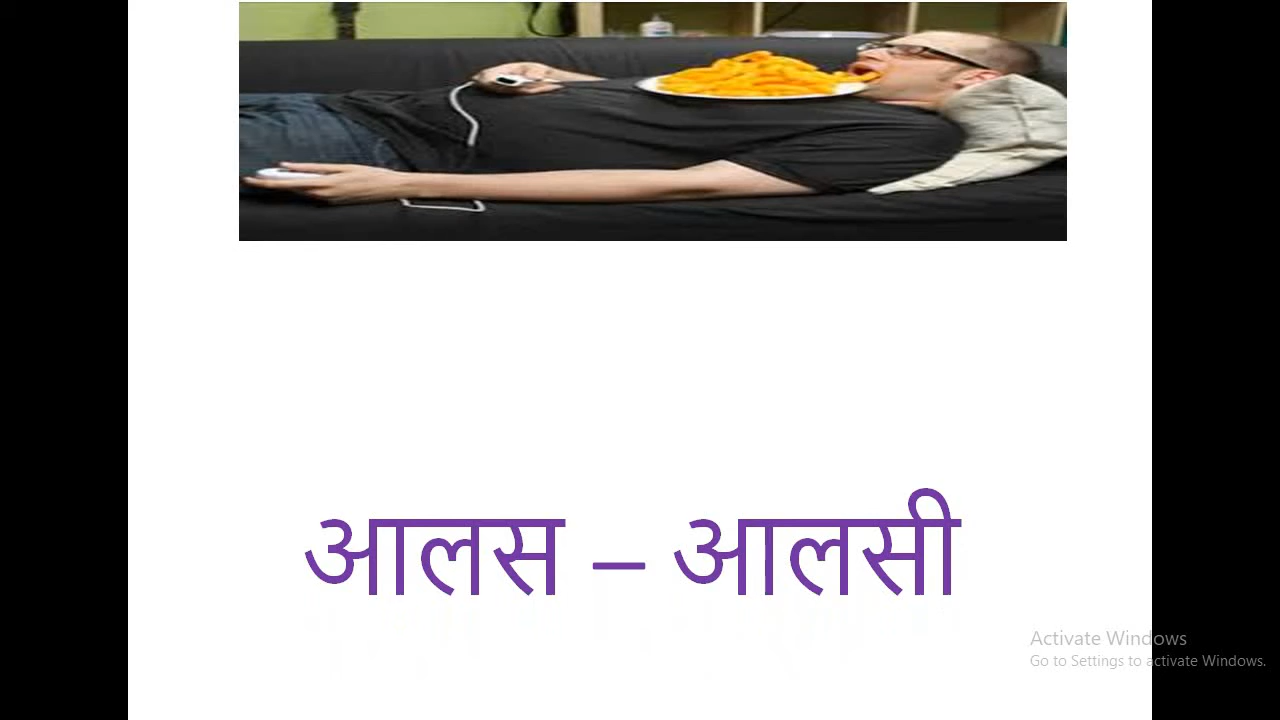 आलस – आलसी
Activate Windows
Go to Settings to activate Windows.